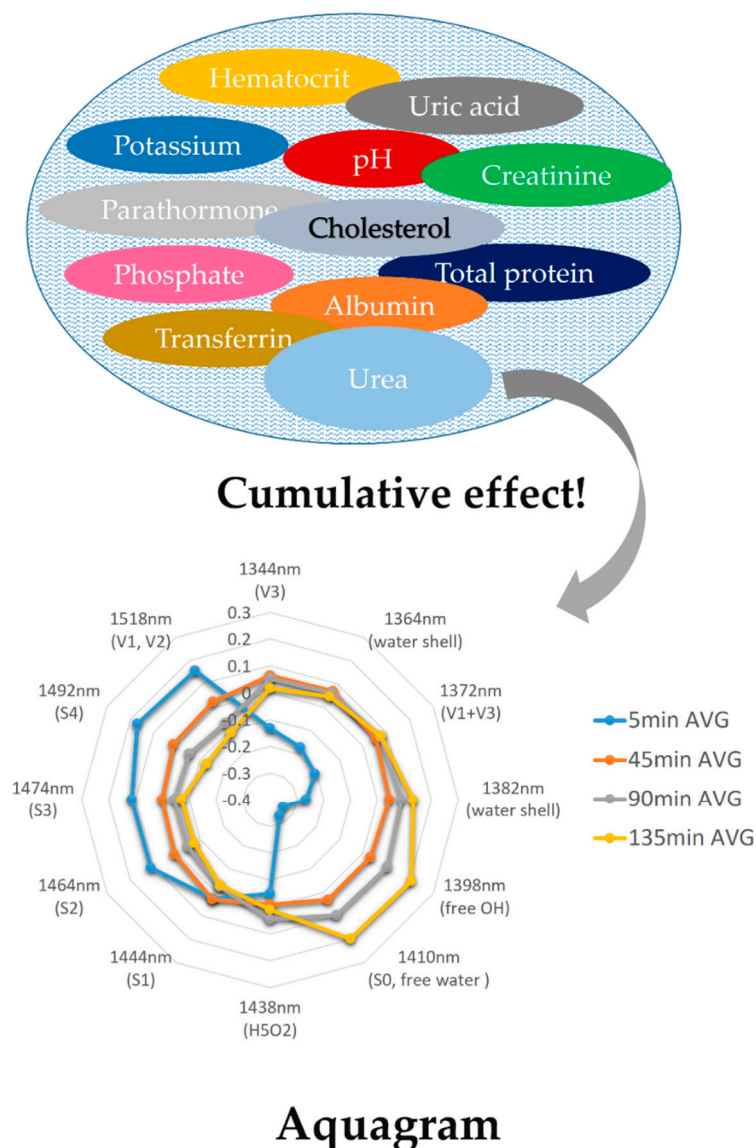 Hematocrit
Uric acid
Potassium
pH
Creatinine
Parathormone
Cholesterol
Phosphate
Total protein
Albumin
Transferrin
Urea
Cumulative effect!
1344nm
(V3)
1364nm
(water shell)
1372nm
(V1+V3)
1382nm
(water shell)
1398nm
(free OH)
1410nm
(S0, free water )
1438nm
(H5O2)
1444nm
(S1)
1464nm
(S2)
1474nm
(S3)
1492nm
(S4)
1518nm
(V1, V2)
0.3
0.2
0.1
0
-0.1
-0.2
-0.3
-0.4
5min AVG
45min AVG
90min AVG
135min AVG
Aquagram